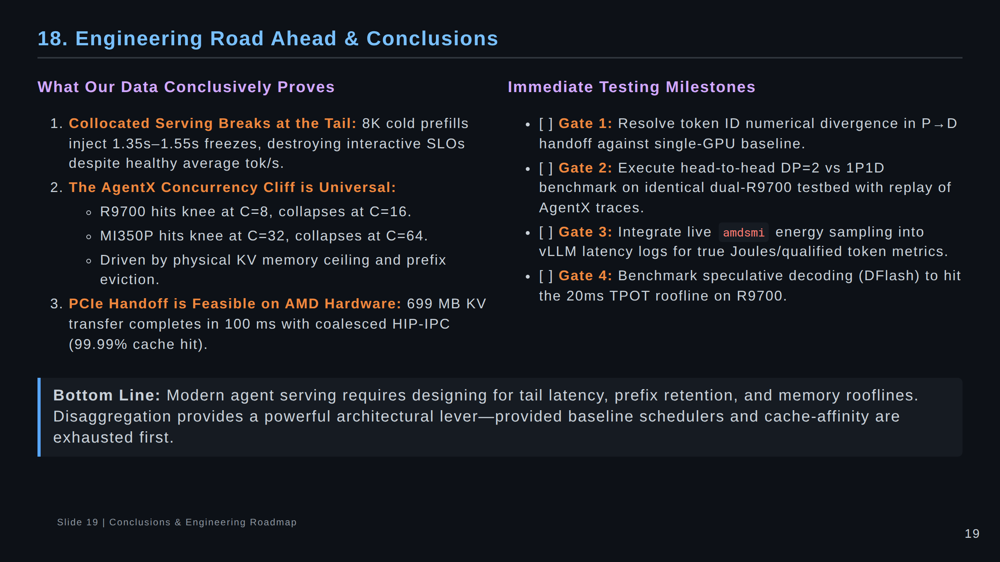 18. Engineering Road Ahead & Conclusions
What Our Data Conclusively Proves
1. Collocated Serving Breaks at the Tail: 8K cold prefills
inject 1.35s–1.55s freezes, destroying interactive SLOs
despite healthy average tok/s.
2. The AgentX Concurrency Cliff is Universal:
R9700 hits knee at C=8, collapses at C=16.
MI350P hits knee at C=32, collapses at C=64.
Driven by physical KV memory ceiling and prefix
eviction.
3. PCIe Handoff is Feasible on AMD Hardware: 699 MB KV
transfer completes in 100 ms with coalesced HIP-IPC
(99.99% cache hit).
Immediate Testing Milestones
• [ ] Gate 1: Resolve token ID numerical divergence in P→D
handoff against single-GPU baseline.
• [ ] Gate 2: Execute head-to-head DP=2 vs 1P1D
benchmark on identical dual-R9700 testbed with replay of
AgentX traces.
• [ ] Gate 3: Integrate live amdsmi energy sampling into
vLLM latency logs for true Joules/qualified token metrics.
• [ ] Gate 4: Benchmark speculative decoding (DFlash) to hit
the 20ms TPOT roofline on R9700.
Bottom Line: Modern agent serving requires designing for tail latency, prefix retention, and memory rooflines.
Disaggregation provides a powerful architectural lever—provided baseline schedulers and cache-affinity are
exhausted first.
Slide 19 | Conclusions & Engineering Roadmap
19